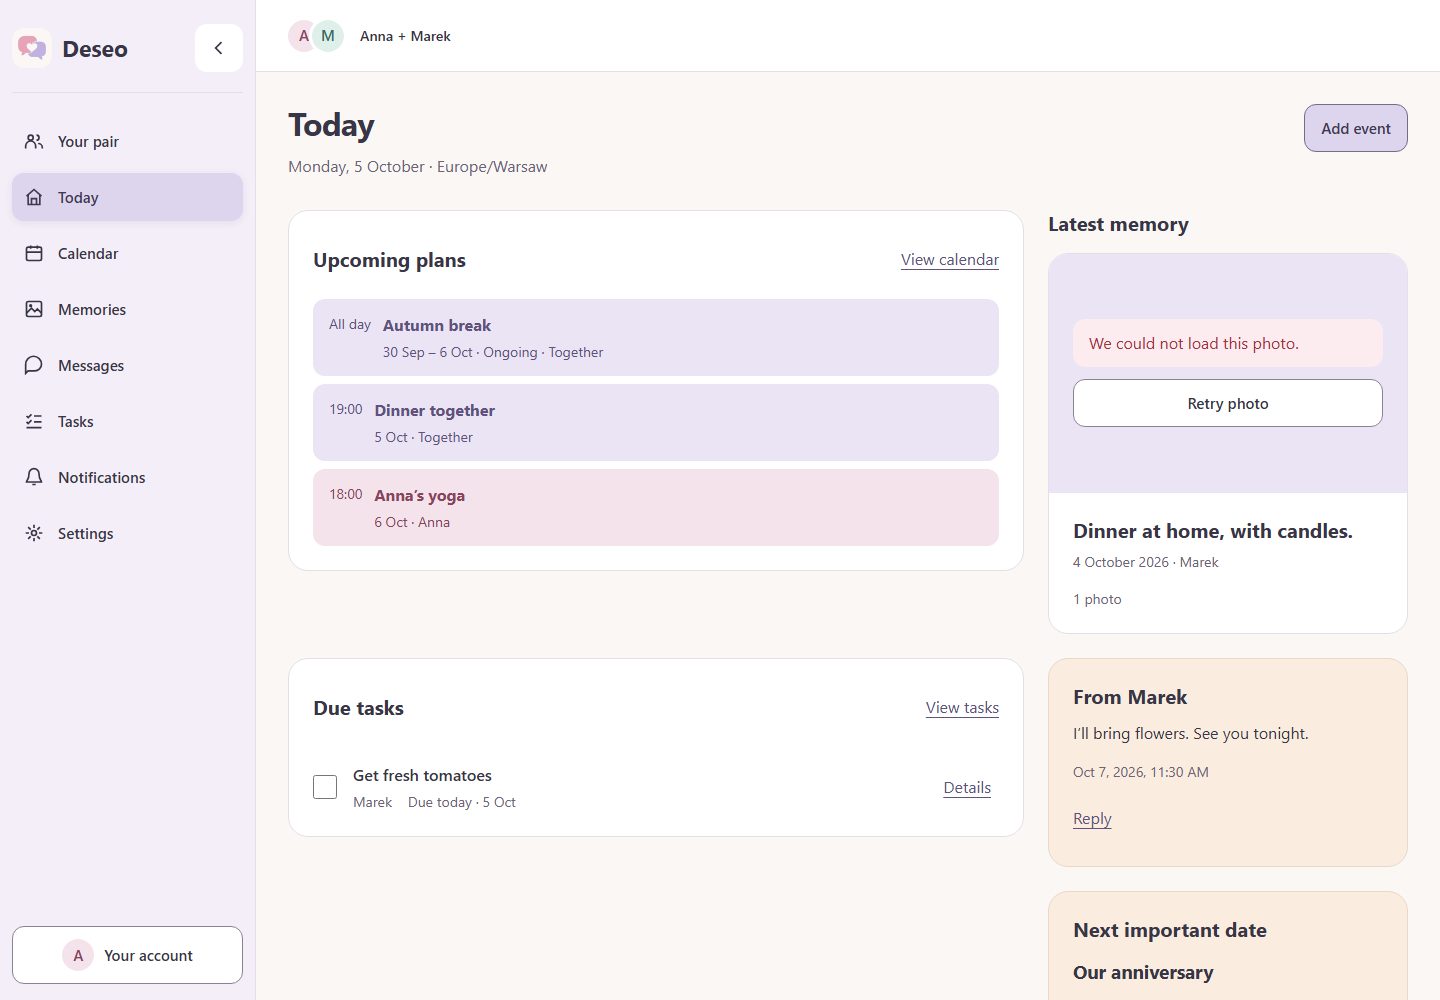 Deseo
Your pair
Today
Calendar
Memories
Messages
Tasks
Notifications
Settings
A Your account
A M Anna + Marek
Today
Monday, 5 October · Europe/Warsaw
Add event
Upcoming plans
View calendar
All day Autumn break
30 Sep – 6 Oct · Ongoing · Together
19:00 Dinner together
5 Oct · Together
18:00 Anna’s yoga
6 Oct · Anna
Due tasks
View tasks
Get fresh tomatoes
Marek Due today · 5 Oct
Details
Latest memory
We could not load this photo.
Retry photo
Dinner at home, with candles.
4 October 2026 · Marek
1 photo
From Marek
I’ll bring flowers. See you tonight.
Oct 7, 2026, 11:30 AM
Reply
Next important date
Our anniversary